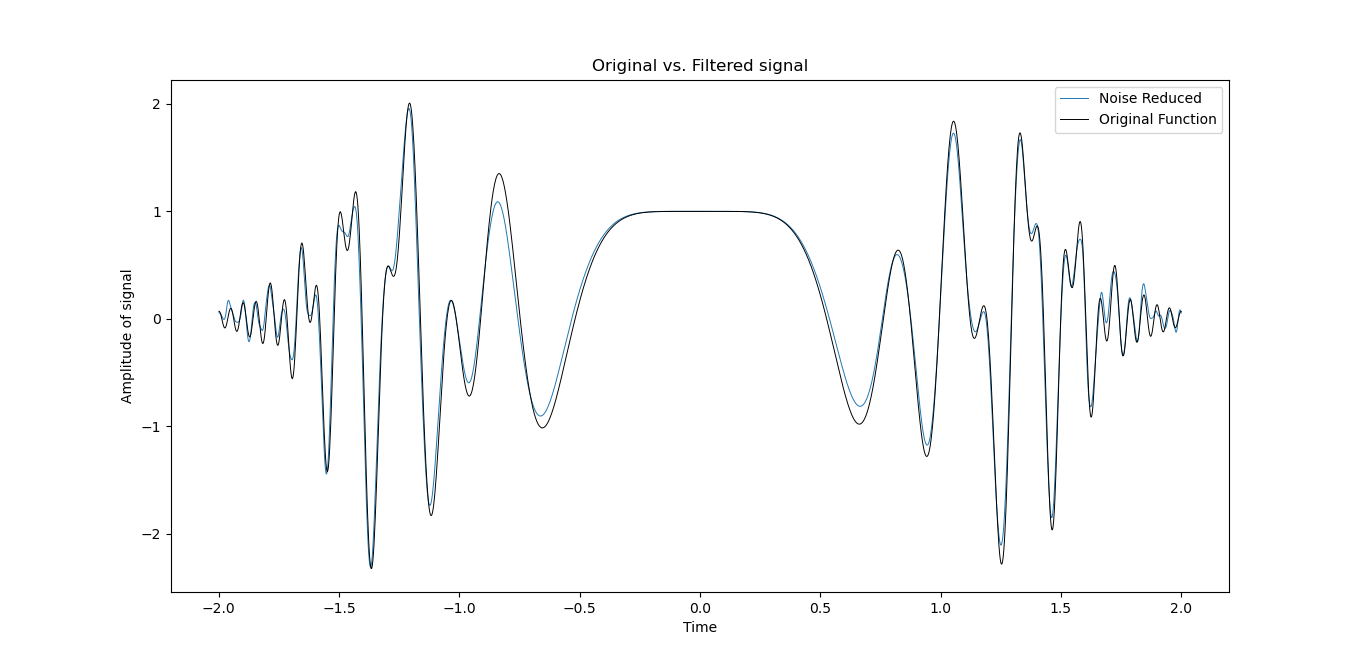 Original vs. Filtered signal
Noise Reduced
Original Function
Amplitude of signal
2
1
0
−1
−2
−2.0 −1.5 −1.0 −0.5 0.0 0.5 1.0 1.5 2.0
Time